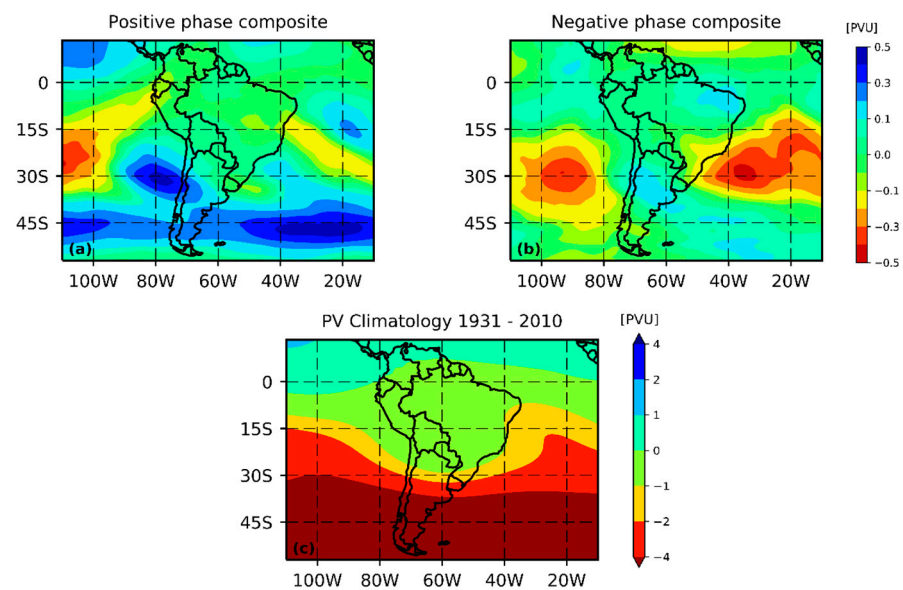 Positive phase composite
0
15S
30S
45S
(a)
100W 80W 60W 40W 20W
Negative phase composite
0
15S
30S
45S
(b)
100W 80W 60W 40W 20W
[PVU]
0.5
0.3
0.1
0.0
−0.1
−0.3
−0.5
PV Climatology 1931 - 2010
0
15S
30S
45S
(c)
100W 80W 60W 40W 20W
[PVU]
4
2
1
0
−1
−2
−4